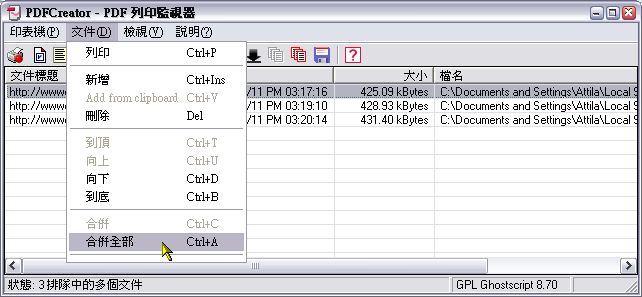 PDFCreator - PDF 列印監視器
印表機(P) 文件(D) 檢視(V) 說明(?)
文件標題 大小 檔名
列印 Ctrl+P
新增 Ctrl+Ins
Add from clipboard Ctrl+V
刪除 Del
到頂 Ctrl+T
向上 Ctrl+U
向下 Ctrl+D
到底 Ctrl+B
合併 Ctrl+C
合併全部 Ctrl+A
http://www /11 PM 03:17:16 425.09 kBytes C:\Documents and Settings\Attila\Local S
http://www /11 PM 03:19:10 428.93 kBytes C:\Documents and Settings\Attila\Local S
http://www /11 PM 03:20:14 431.40 kBytes C:\Documents and Settings\Attila\Local S
狀態: 3 排隊中的多個文件 GPL Ghostscript 8.70